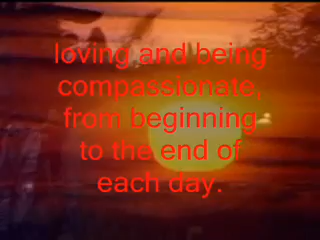 loving and being
compassionate,
from beginning
to the end of
each day.